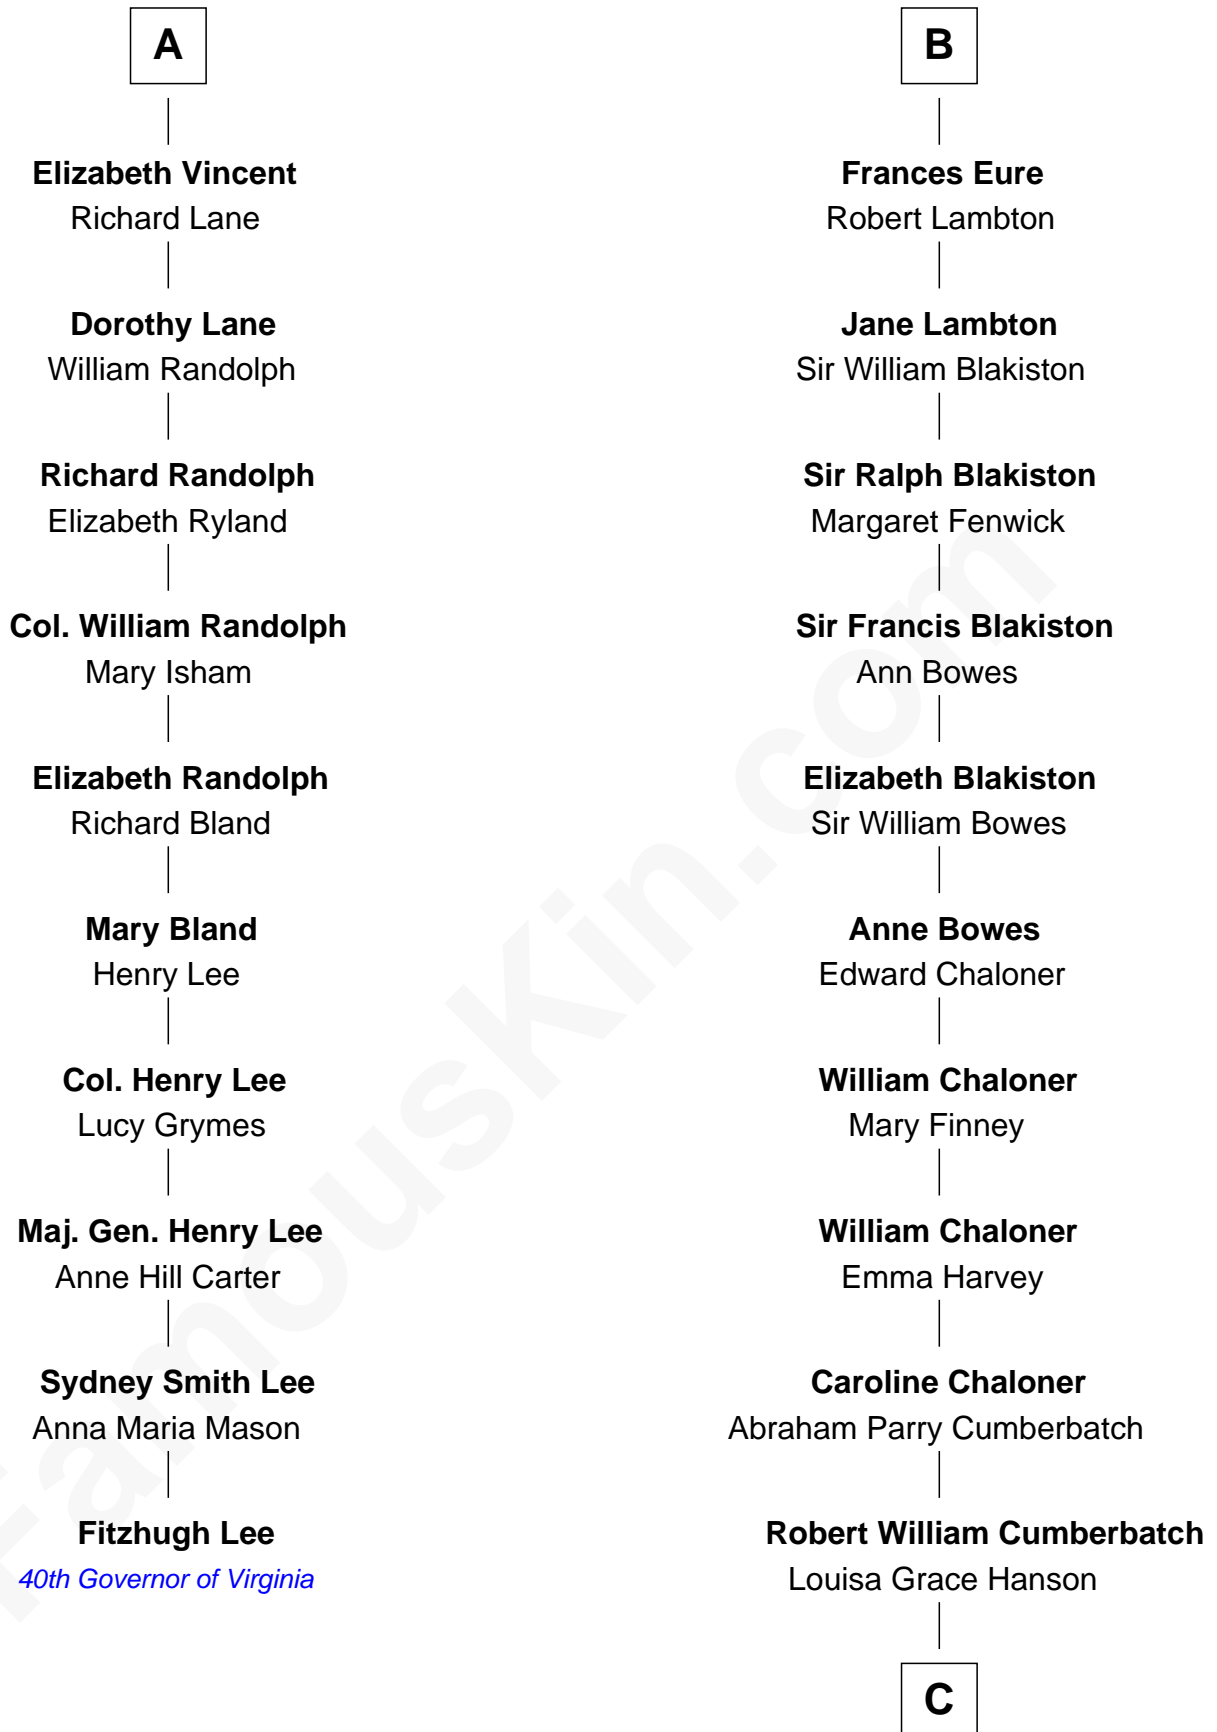 A
Elizabeth Vincent
Richard Lane
Dorothy Lane
William Randolph
Richard Randolph
Elizabeth Ryland
Col. William Randolph
Mary Isham
Elizabeth Randolph
Richard Bland
Mary Bland
Henry Lee
Col. Henry Lee
Lucy Grymes
Maj. Gen. Henry Lee
Anne Hill Carter
Sydney Smith Lee
Anna Maria Mason
Fitzhugh Lee
40th Governor of Virginia
B
Frances Eure
Robert Lambton
Jane Lambton
Sir William Blakiston
Sir Ralph Blakiston
Margaret Fenwick
Sir Francis Blakiston
Ann Bowes
Elizabeth Blakiston
Sir William Bowes
Anne Bowes
Edward Chaloner
William Chaloner
Mary Finney
William Chaloner
Emma Harvey
Caroline Chaloner
Abraham Parry Cumberbatch
Robert William Cumberbatch
Louisa Grace Hanson
C
FamousKin.com